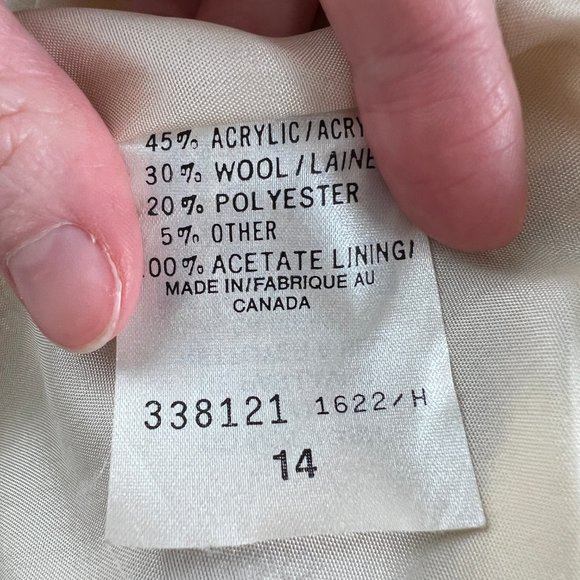 45% ACRYLIC/ACRY
30% WOOL/LAINE
20% POLYESTER
5% OTHER
00% ACETATE LINING/
MADE IN/FABRIQUE AU
CANADA
338121 1622/H
14